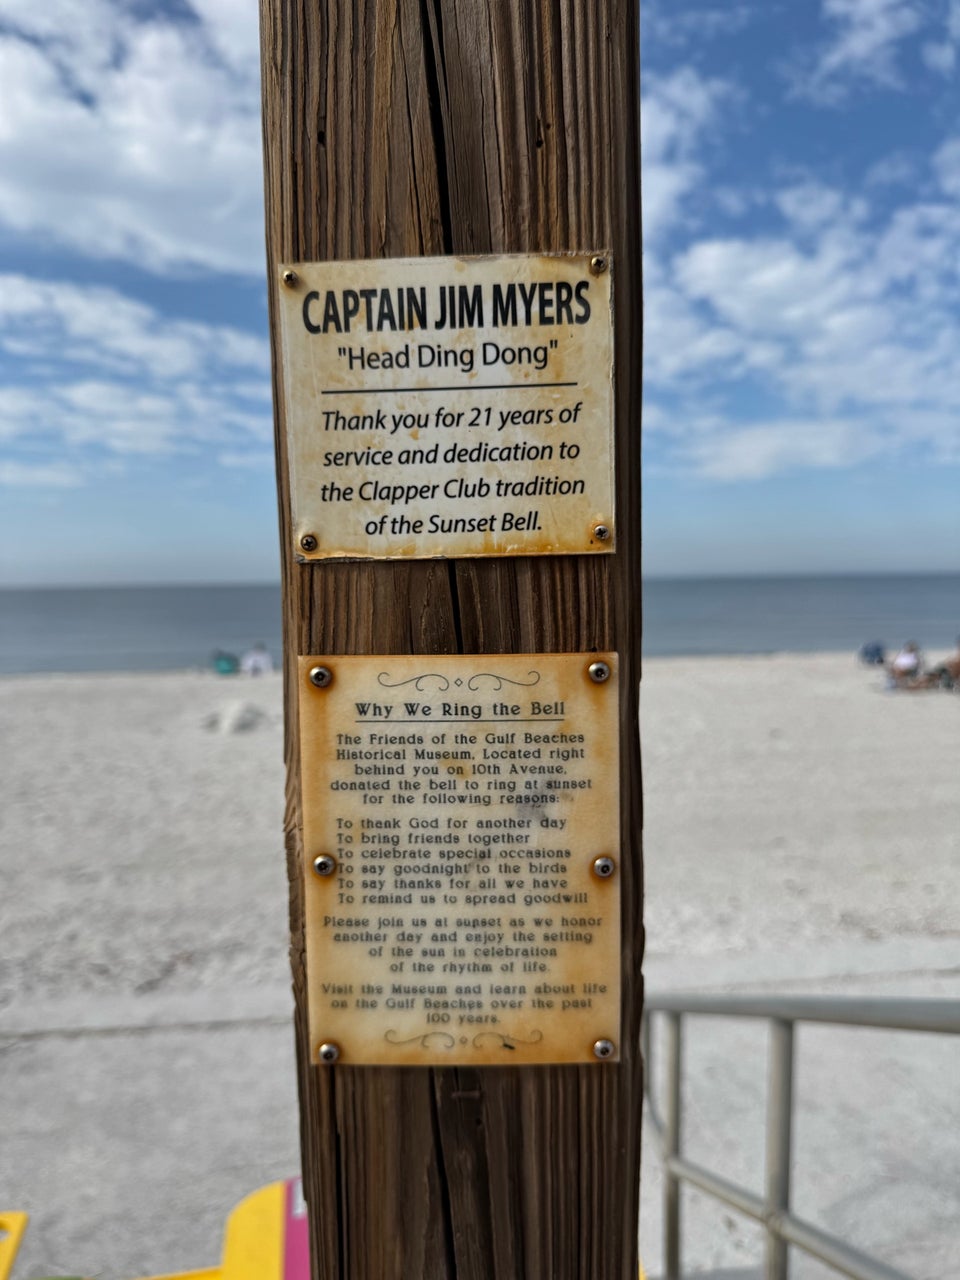 CAPTAIN JIM MYERS
"Head Ding Dong"
Thank you for 21 years of
service and dedication to
the Clapper Club tradition
of the Sunset Bell.
Why We Ring the Bell
The Friends of the Gulf Beaches
Historical Museum, Located right
behind you on 10th Avenue,
donated the bell to ring at sunset
for the following reasons:
To thank God for another day
To bring friends together
To celebrate special occasions
To say goodnight to the birds
To say thanks for all we have
To remind us to spread goodwill
Please join us at sunset as we honor
another day and enjoy the setting
of the sun in celebration
of the rhythm of life.
Visit the Museum and learn about life
on the Gulf Beaches over the past
100 years.